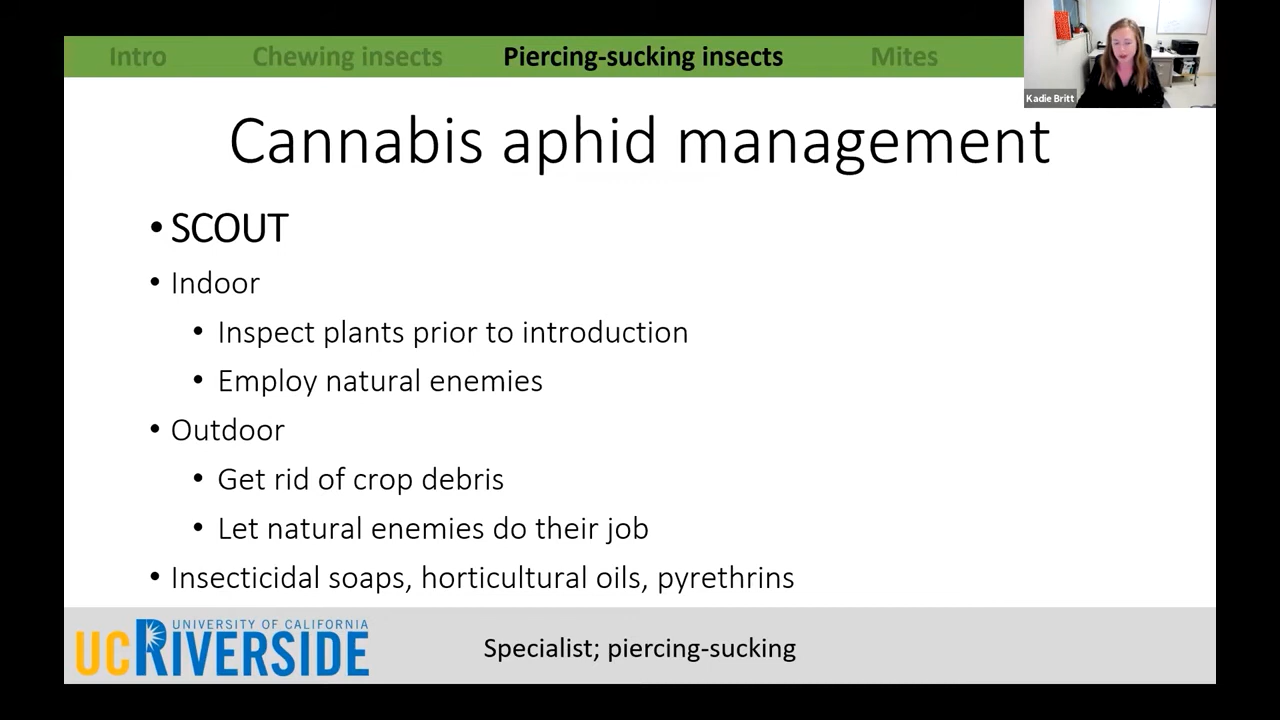 Intro Chewing insects Piercing-sucking insects Mites
Kadie Britt
Cannabis aphid management
• SCOUT
• Indoor
• Inspect plants prior to introduction
• Employ natural enemies
• Outdoor
• Get rid of crop debris
• Let natural enemies do their job
• Insecticidal soaps, horticultural oils, pyrethrins
UNIVERSITY OF CALIFORNIA
UCRIVERSIDE
Specialist; piercing-sucking